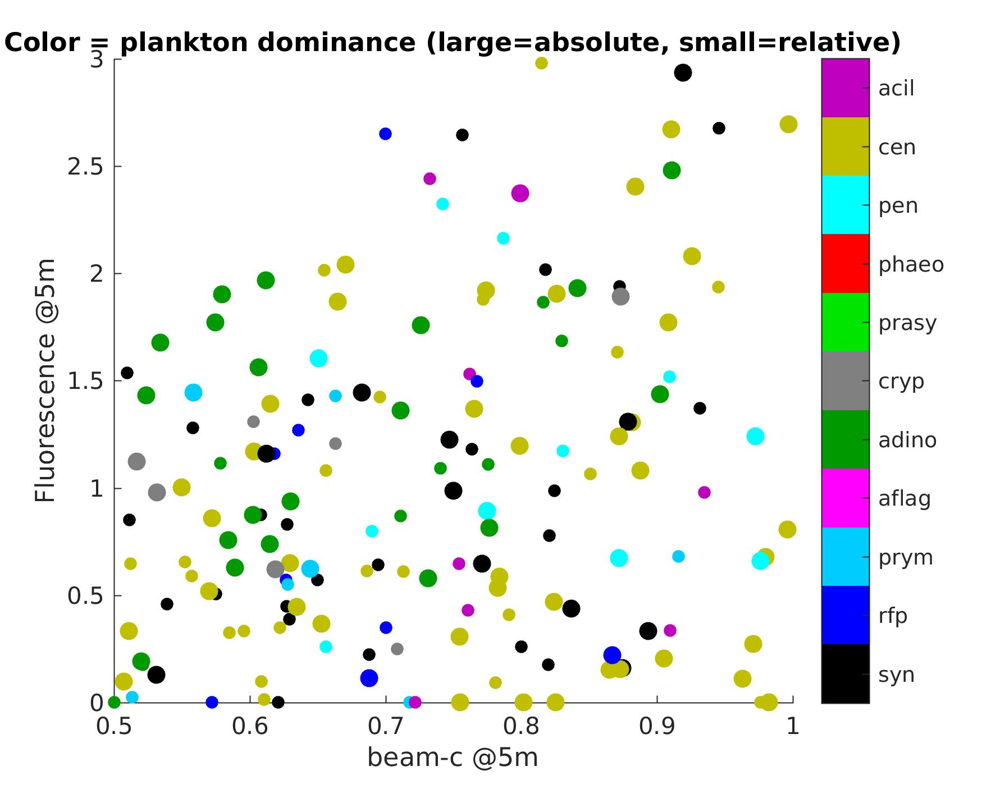 Color = plankton dominance (large=absolute, small=relative)
3
2.5
2
1.5
1
0.5
0
Fluorescence @5m
0.5 0.6 0.7 0.8 0.9 1
beam-c @5m
acil
cen
pen
phaeo
prasy
cryp
adino
aflag
prym
rfp
syn